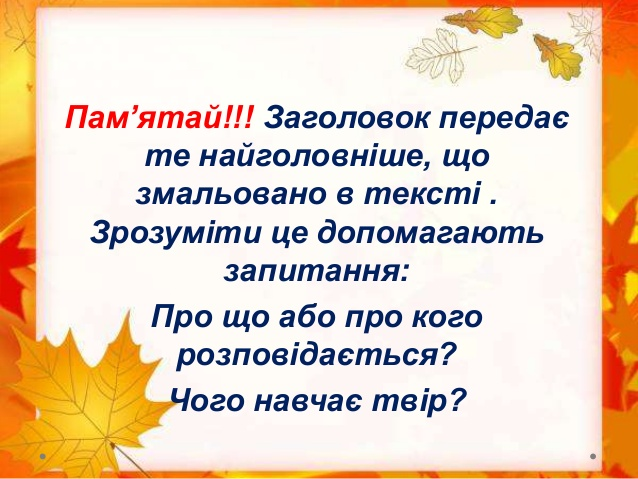 Пам’ятай!!! Заголовок передає
те найголовніше, що
змальовано в тексті .
Зрозуміти це допомагають
запитання:
Про що або про кого
розповідається?
Чого навчає твір?